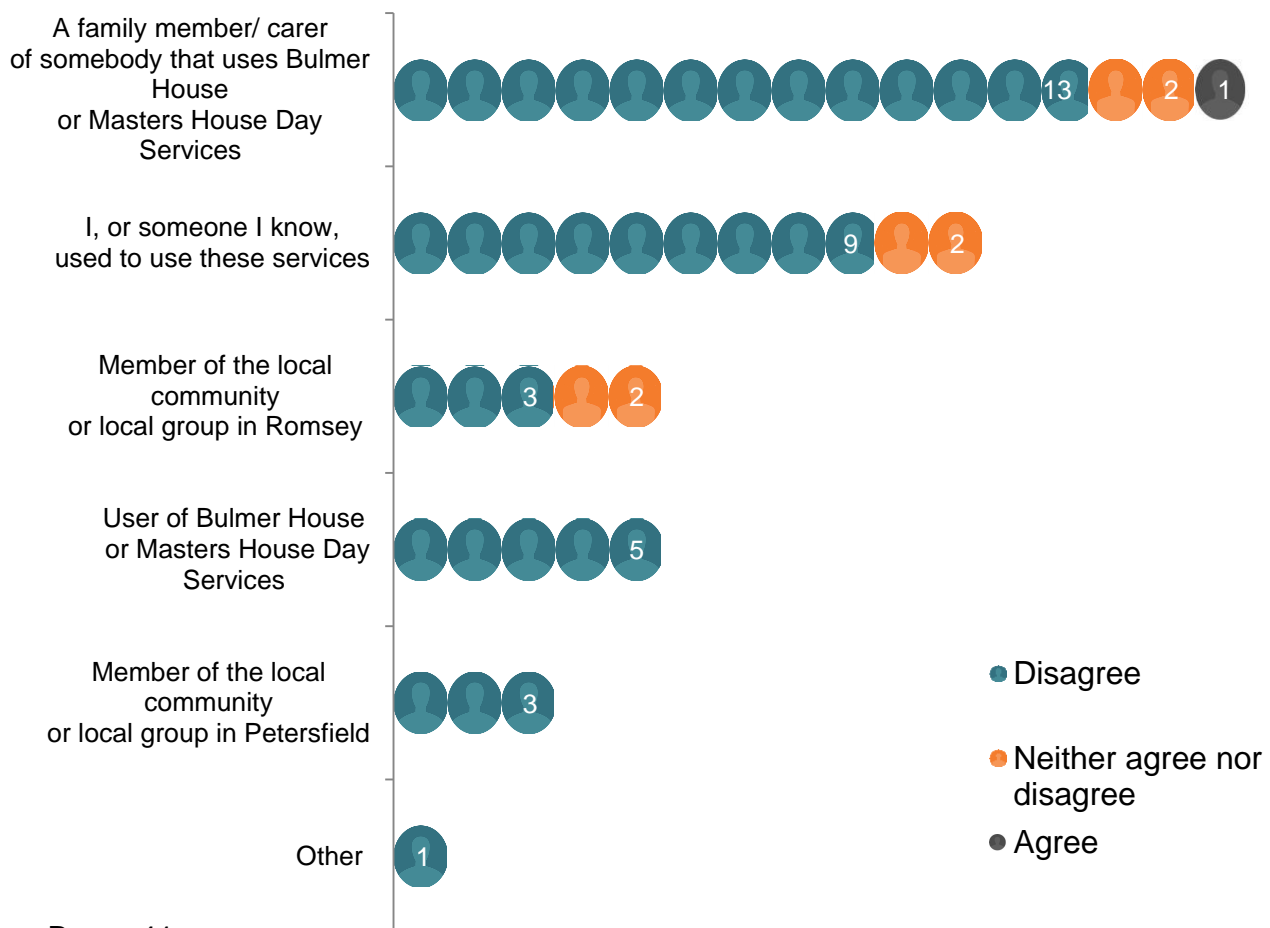 A family member/ carer
of somebody that uses Bulmer
House
or Masters House Day
Services
13
2
1
I, or someone I know,
used to use these services
9
2
Member of the local
community
or local group in Romsey
3
2
User of Bulmer House
or Masters House Day
Services
5
Member of the local
community
or local group in Petersfield
3
Other
1
Disagree
Neither agree nor
disagree
Agree